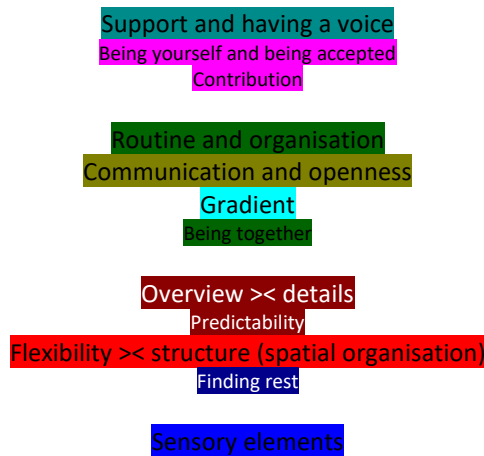 Support and having a voice
Being yourself and being accepted
Contribution
Routine and organisation
Communication and openness
Gradient
Being together
Overview >< details
Predictability
Flexibility >< structure (spatial organisation)
Finding rest
Sensory elements